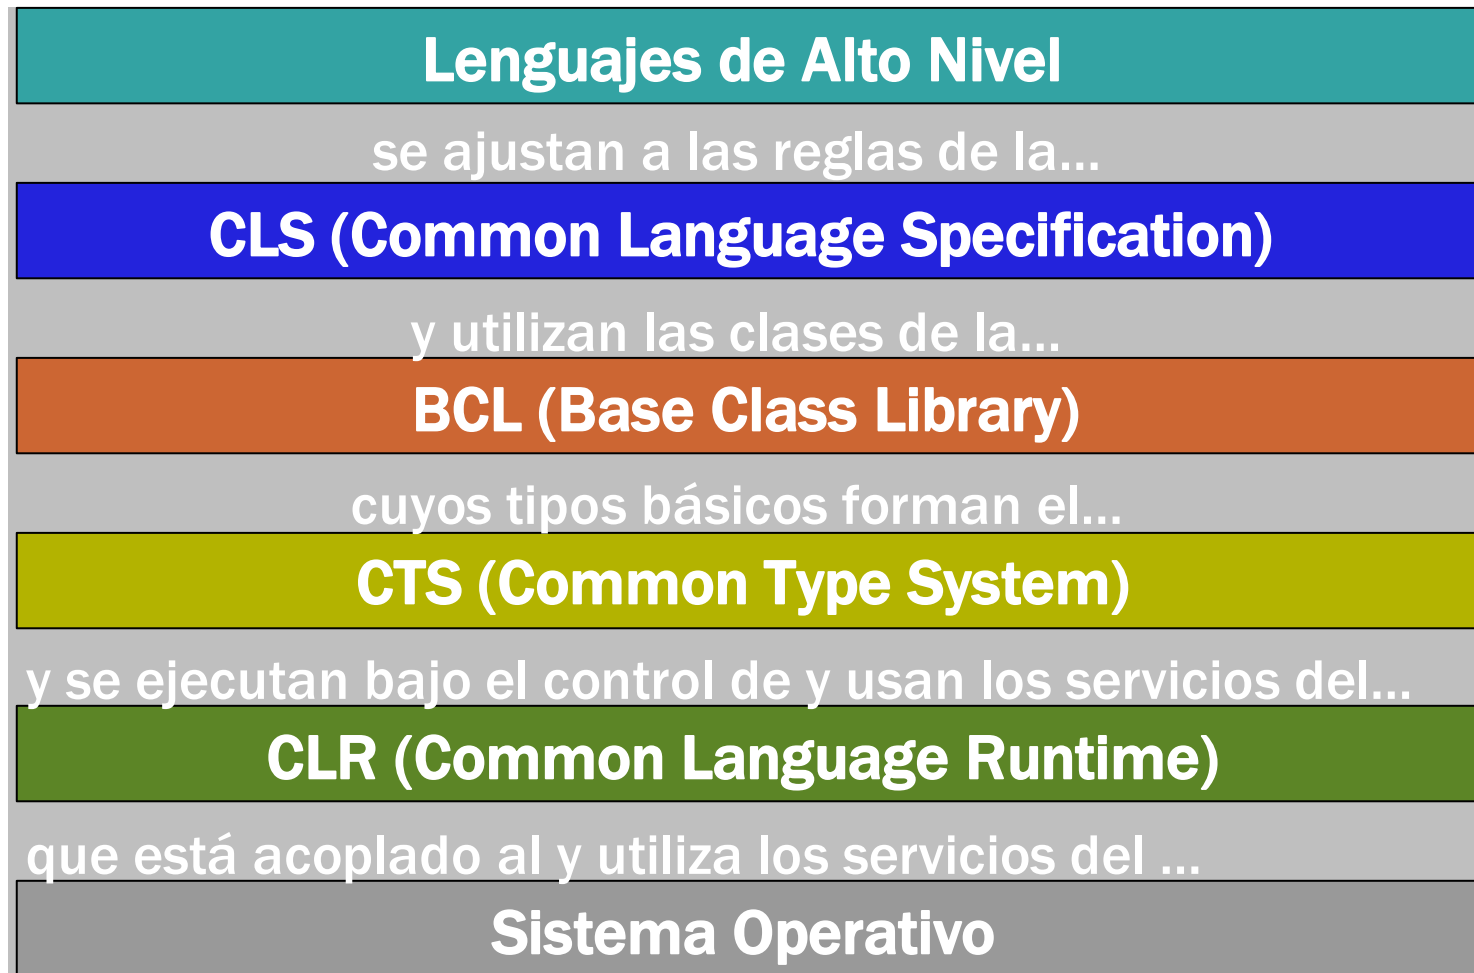 Lenguajes de Alto Nivel
se ajustan a las reglas de la...
CLS (Common Language Specification)
y utilizan las clases de la...
BCL (Base Class Library)
cuyos tipos básicos forman el...
CTS (Common Type System)
y se ejecutan bajo el control de y usan los servicios del...
CLR (Common Language Runtime)
que está acoplado al y utiliza los servicios del ...
Sistema Operativo